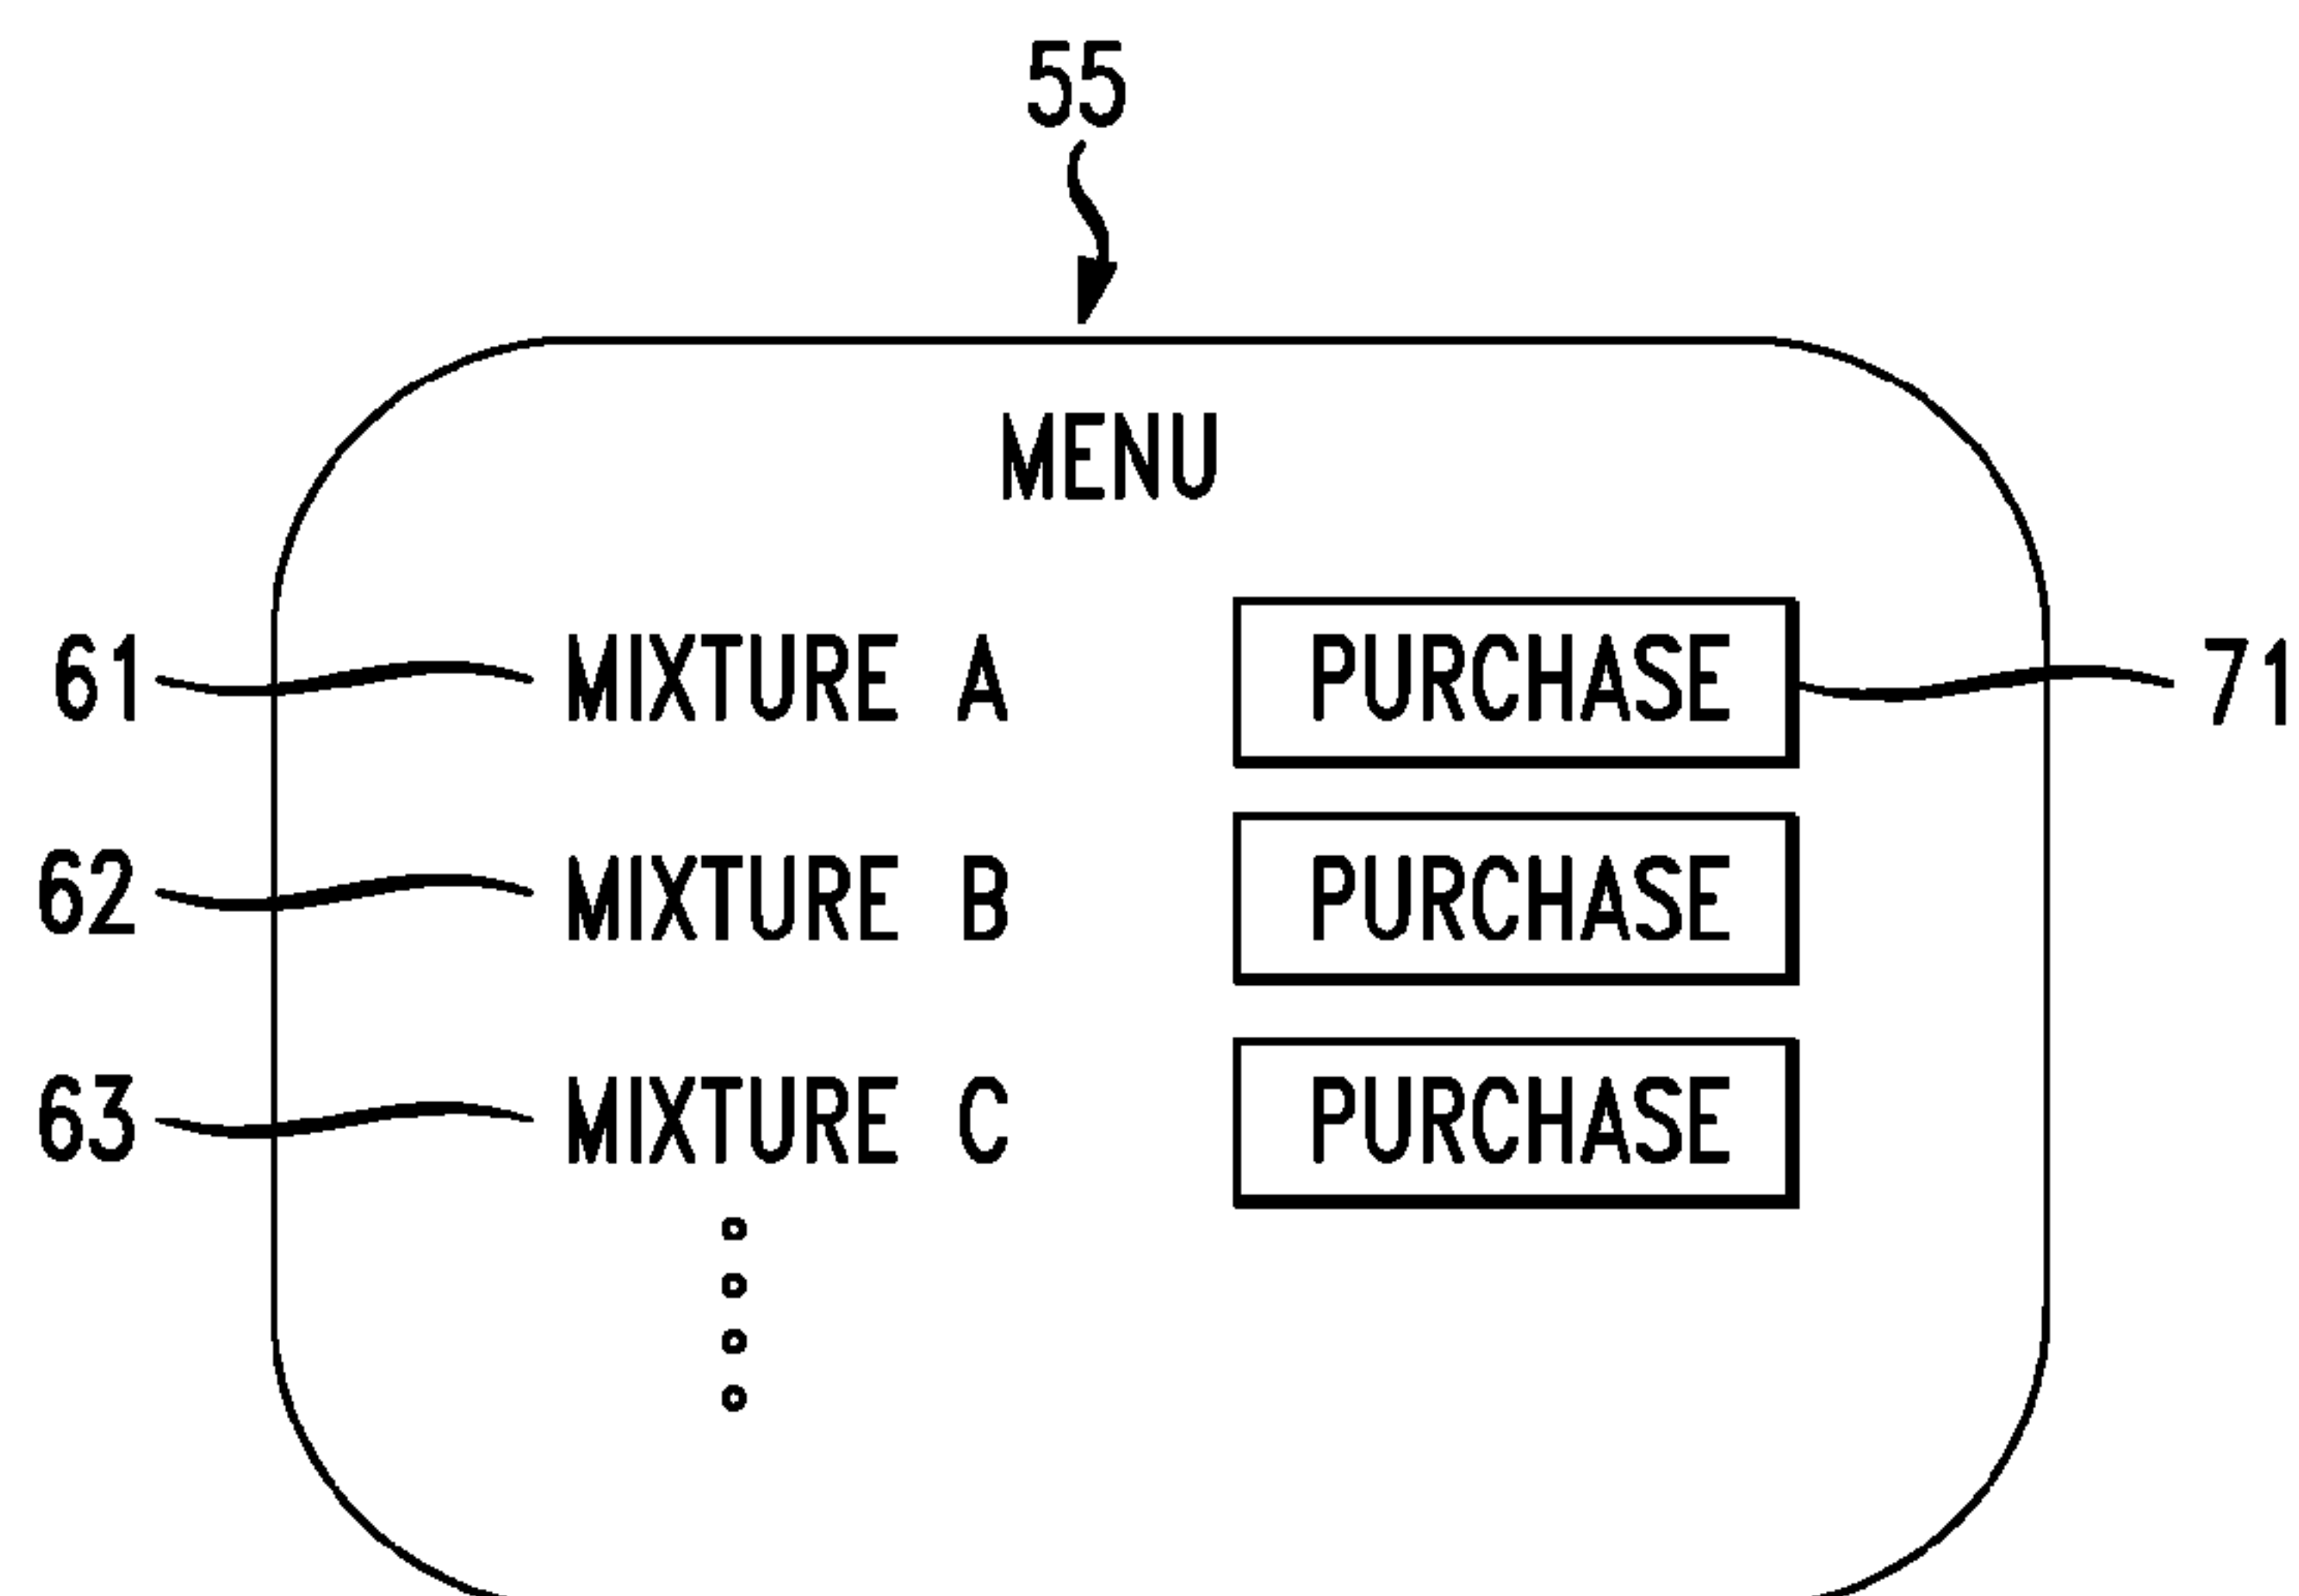 55
MENU
61 MIXTURE A PURCHASE 71
62 MIXTURE B PURCHASE
63 MIXTURE C PURCHASE